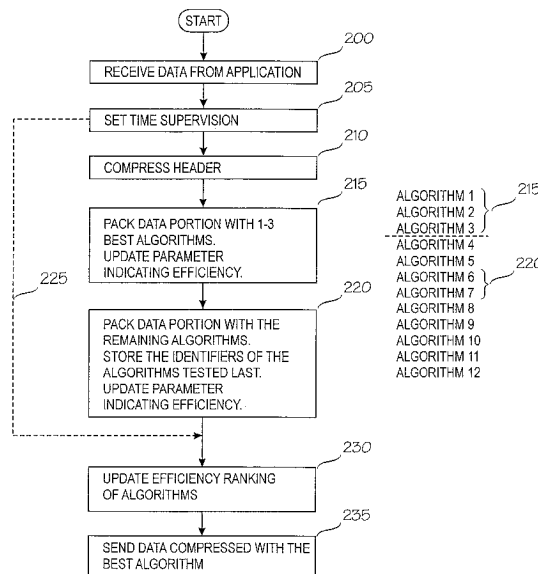 START
200
RECEIVE DATA FROM APPLICATION
205
SET TIME SUPERVISION
210
COMPRESS HEADER
215
PACK DATA PORTION WITH 1-3
BEST ALGORITHMS.
UPDATE PARAMETER
INDICATING EFFICIENCY.
220
PACK DATA PORTION WITH THE
REMAINING ALGORITHMS.
STORE THE IDENTIFIERS OF THE
ALGORITHMS TESTED LAST.
UPDATE PARAMETER
INDICATING EFFICIENCY.
225
230
UPDATE EFFICIENCY RANKING
OF ALGORITHMS
235
SEND DATA COMPRESSED WITH THE
BEST ALGORITHM
ALGORITHM 1
ALGORITHM 2
ALGORITHM 3
215
ALGORITHM 4
ALGORITHM 5
ALGORITHM 6
ALGORITHM 7
220
ALGORITHM 8
ALGORITHM 9
ALGORITHM 10
ALGORITHM 11
ALGORITHM 12